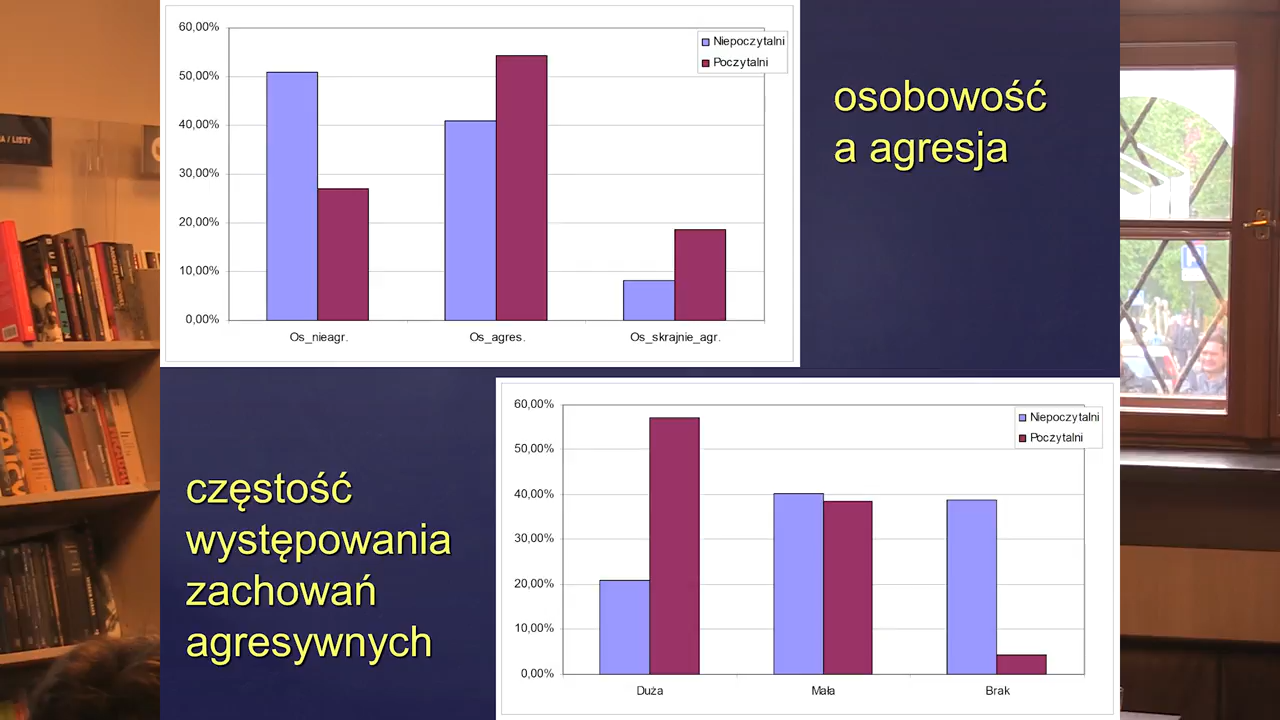 60,00%
50,00%
40,00%
30,00%
20,00%
10,00%
0,00%
Niepoczytalni
Poczytalni
Os_nieagr.
Os_agres.
Os_skrajnie_agr.
osobowość
a agresja
częstość
występowania
zachowań
agresywnych
60,00%
50,00%
40,00%
30,00%
20,00%
10,00%
0,00%
Niepoczytalni
Poczytalni
Duża
Mała
Brak
A / LISTY